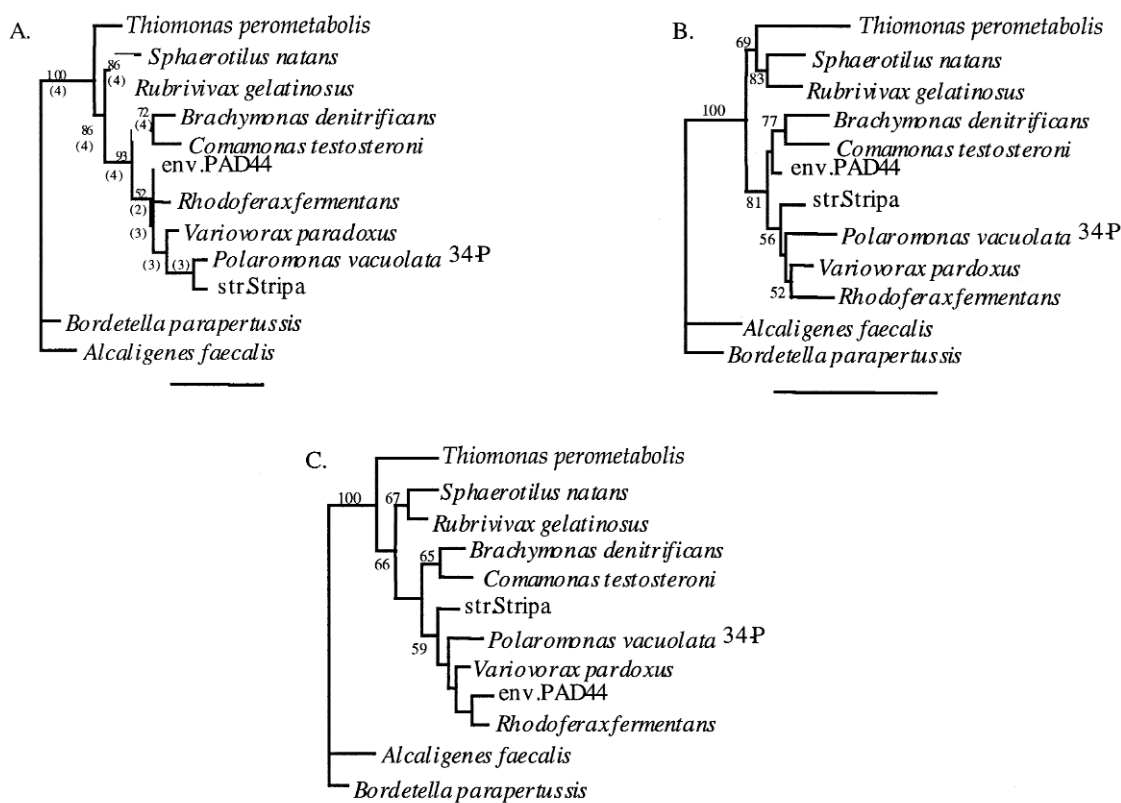 A.
Thiomonas perometabolis
86
(4)
Sphaerotilus natans
100
(4)
Rubrivivax gelatinosus
72
(4)
Brachymonas denitrificans
86
(4)
93
(4)
Comamonas testosteroni
env.PAD44
52
(2)
Rhodoferax fermentans
(3)
Variovorax paradoxus
(3)
(3)
Polaromonas vacuolata 34-P
str.Stripa
Bordetella parapertussis
Alcaligenes faecalis
B.
Thiomonas perometabolis
69
Sphaerotilus natans
83
Rubrivivax gelatinosus
100
77
Brachymonas denitrificans
Comamonas testosteroni
env.PAD44
81
str.Stripa
56
Polaromonas vacuolata 34-P
Variovorax pardoxus
52
Rhodoferax fermentans
Alcaligenes faecalis
Bordetella parapertussis
C.
Thiomonas perometabolis
100
67
Sphaerotilus natans
Rubrivivax gelatinosus
66
65
Brachymonas denitrificans
Comamonas testosteroni
str.Stripa
59
Polaromonas vacuolata 34-P
Variovorax pardoxus
env.PAD44
Rhodoferax fermentans
Alcaligenes faecalis
Bordetella parapertussis